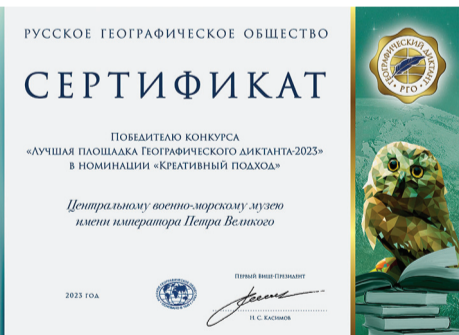 РУССКОЕ ГЕОГРАФИЧЕСКОЕ ОБЩЕСТВО
СЕРТИФИКАТ
ГЕОГРАФИЧЕСКИЙ ДИКТАНТ
• РГО •
ПОБЕДИТЕЛЮ КОНКУРСА
«ЛУЧШАЯ ПЛОЩАДКА ГЕОГРАФИЧЕСКОГО ДИКТАНТА-2023»
В НОМИНАЦИИ «КРЕАТИВНЫЙ ПОДХОД»
Центральному военно-морскому музею
имени императора Петра Великого
ПЕРВЫЙ ВИЦЕ-ПРЕЗИДЕНТ
2023 ГОД
Н. С. КАСИМОВ